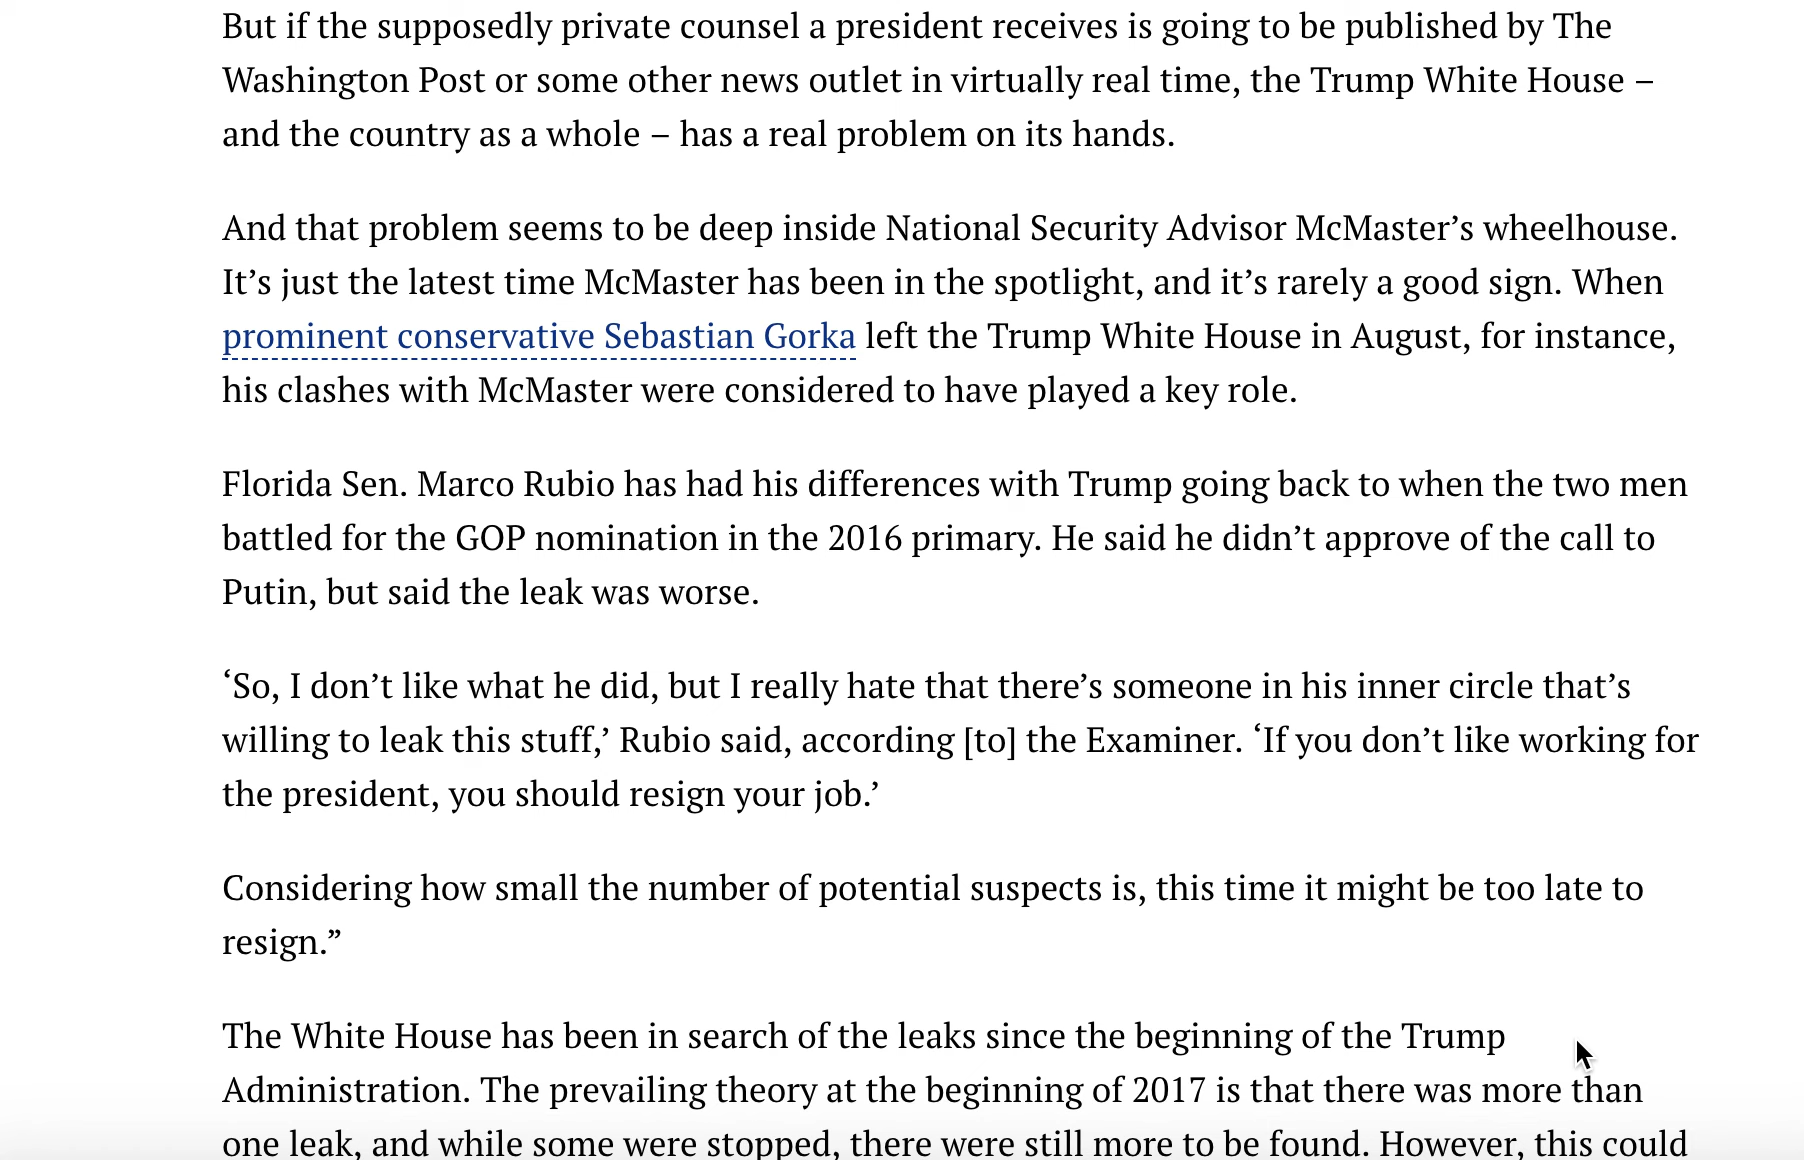 But if the supposedly private counsel a president receives is going to be published by The
Washington Post or some other news outlet in virtually real time, the Trump White House –
and the country as a whole – has a real problem on its hands.
And that problem seems to be deep inside National Security Advisor McMaster’s wheelhouse.
It’s just the latest time McMaster has been in the spotlight, and it’s rarely a good sign. When
prominent conservative Sebastian Gorka left the Trump White House in August, for instance,
his clashes with McMaster were considered to have played a key role.
Florida Sen. Marco Rubio has had his differences with Trump going back to when the two men
battled for the GOP nomination in the 2016 primary. He said he didn’t approve of the call to
Putin, but said the leak was worse.
‘So, I don’t like what he did, but I really hate that there’s someone in his inner circle that’s
willing to leak this stuff,’ Rubio said, according [to] the Examiner. ‘If you don’t like working for
the president, you should resign your job.’
Considering how small the number of potential suspects is, this time it might be too late to
resign.”
The White House has been in search of the leaks since the beginning of the Trump
Administration. The prevailing theory at the beginning of 2017 is that there was more than
one leak, and while some were stopped, there were still more to be found. However, this could